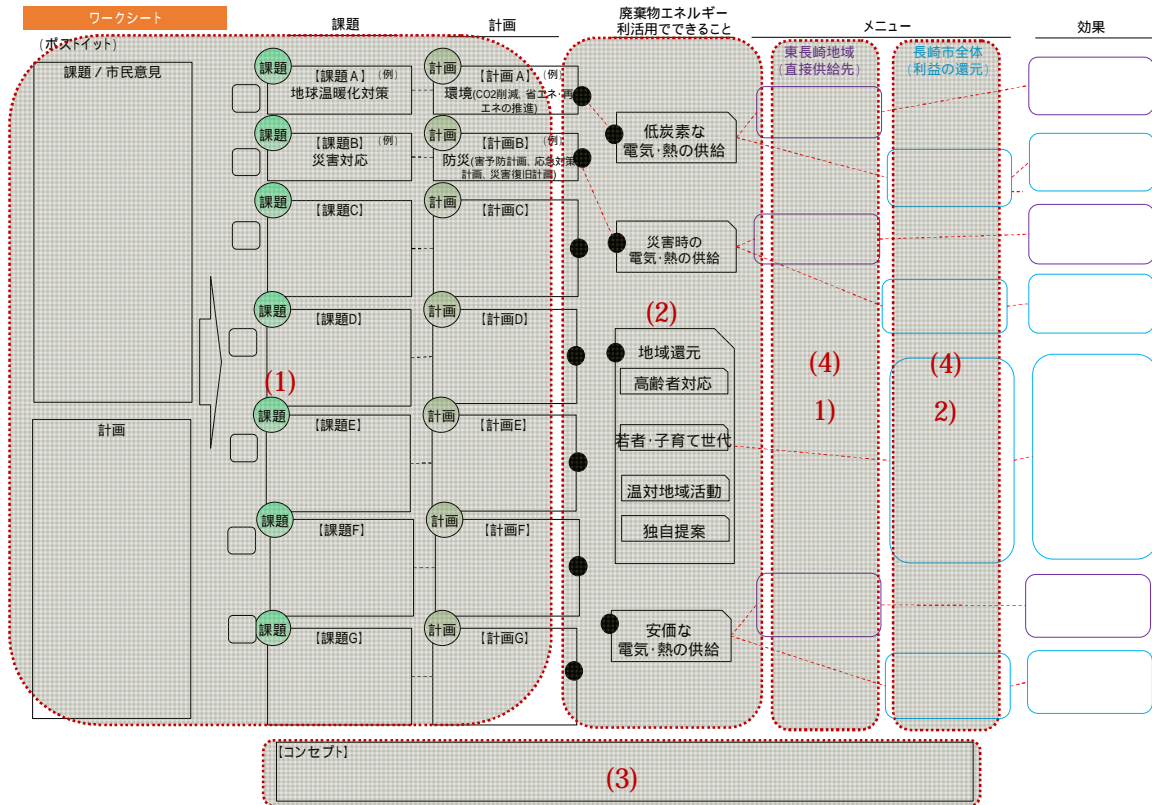 ワークシート
(ポストイット)
課題
計画
廃棄物エネルギー
利活用でできること
メニュー
効果
東長崎地域
(直接供給先)
長崎市全体
(利益の還元)
課題/市民意見
計画
課題
【課題A】(例)
地球温暖化対策
計画
【計画A】(例)
環境(CO2削減、省エネ・再
エネの推進)
課題
【課題B】(例)
災害対応
計画
【計画B】(例)
防災(害予防計画、応急対策
計画、災害復旧計画)
課題
【課題C】
計画
【計画C】
課題
【課題D】
計画
【計画D】
課題
【課題E】
計画
【計画E】
課題
【課題F】
計画
【計画F】
課題
【課題G】
計画
【計画G】
(1)
低炭素な
電気・熱の供給
災害時の
電気・熱の供給
(2)
地域還元
高齢者対応
若者・子育て世代
温対地域活動
独自提案
安価な
電気・熱の供給
(4)
1)
(4)
2)
【コンセプト】
(3)